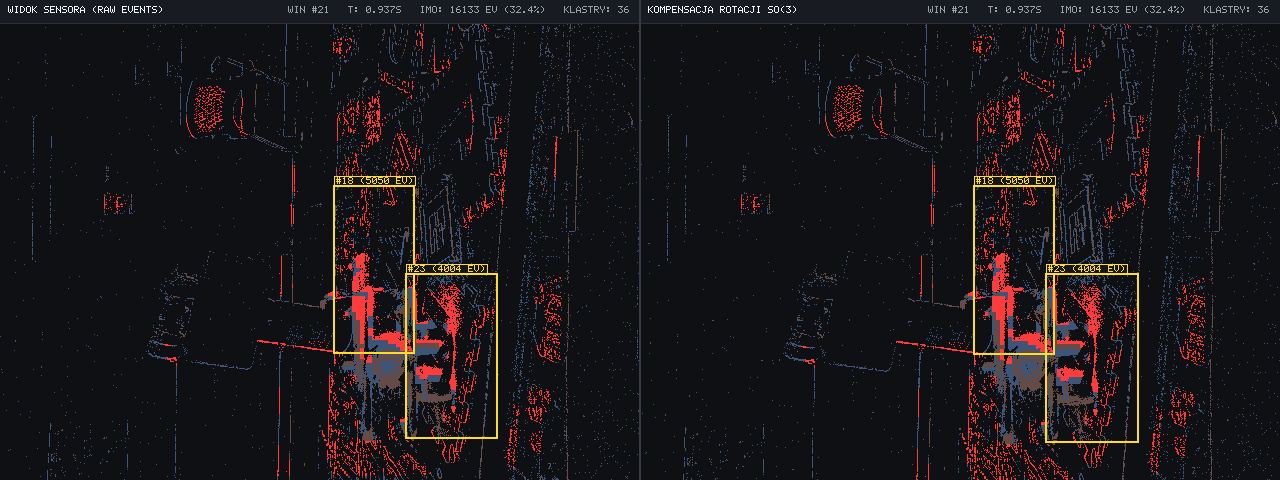 WIDOK SENSORA (RAW EVENTS) WIN #21 T: 0.937S IMO: 16133 EV (32.4%) KLASTRY: 36
KOMPENSACJA ROTACJI SO(3) WIN #21 T: 0.937S IMO: 16133 EV (32.4%) KLASTRY: 36
#18 (5050 EV)
#18 (5050 EV)
#23 (4004 EV)
#23 (4004 EV)